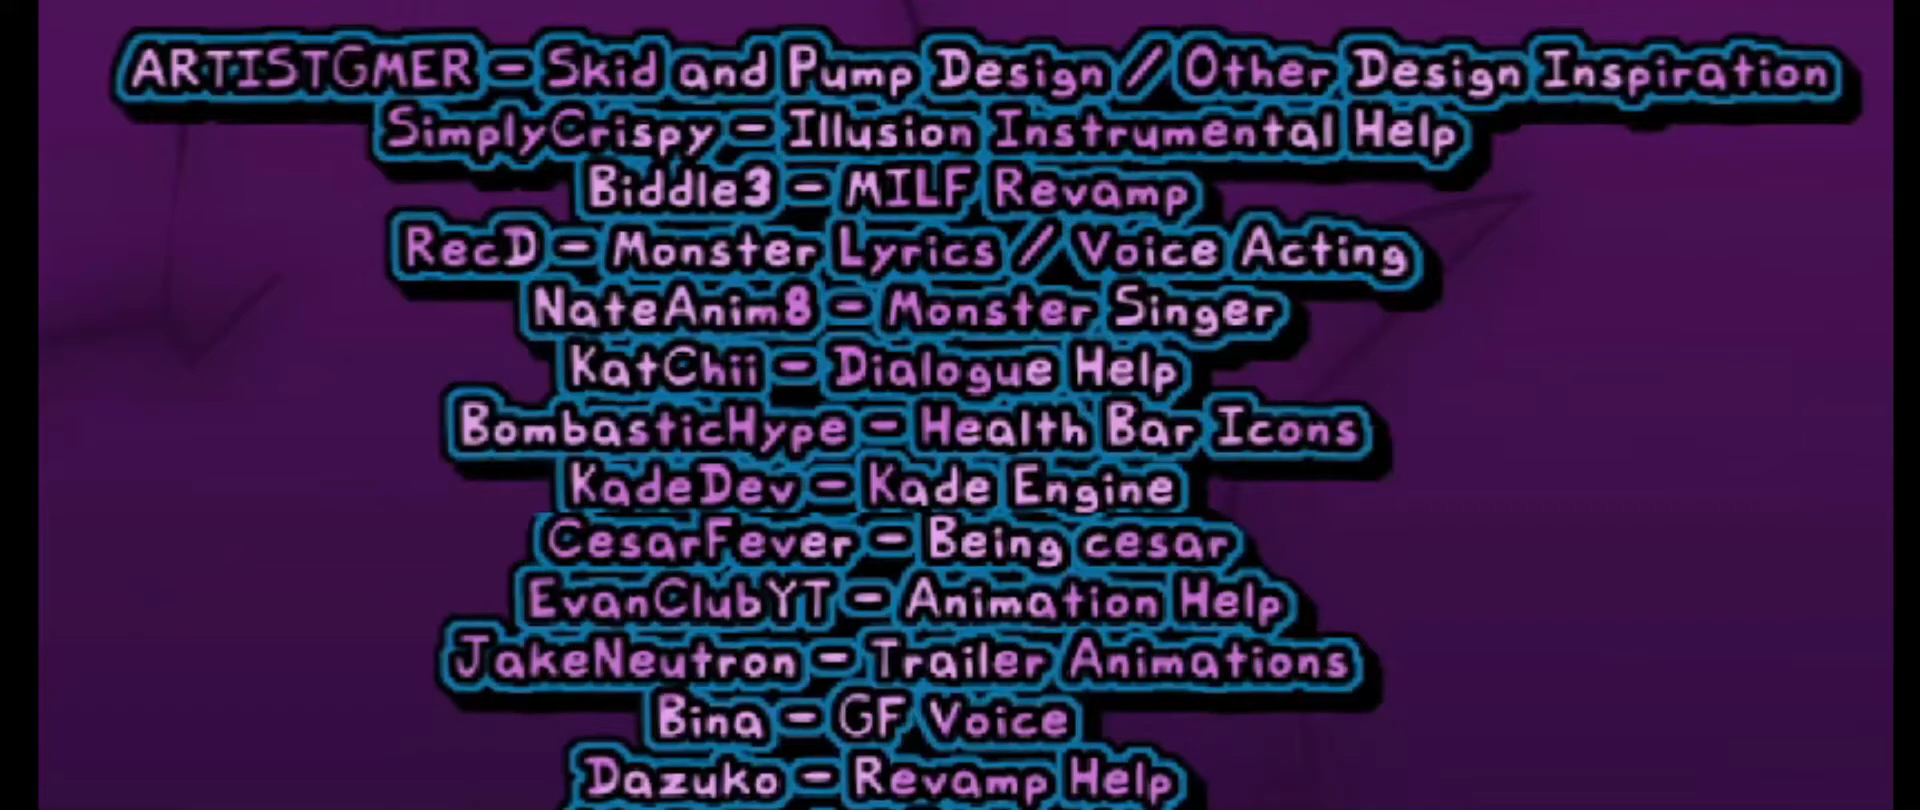 ARTISTGMER - Skid and Pump Design / Other Design Inspiration
SimplyCrispy - Illusion Instrumental Help
Biddle3 - MILF Revamp
RecD - Monster Lyrics / Voice Acting
NateAnim8 - Monster Singer
KatChii - Dialogue Help
BombasticHype - Health Bar Icons
KadeDev - Kade Engine
CesarFever - Being cesar
EvanClubYT - Animation Help
JakeNeutron - Trailer Animations
Bina - GF Voice
Dazuko - Revamp Help